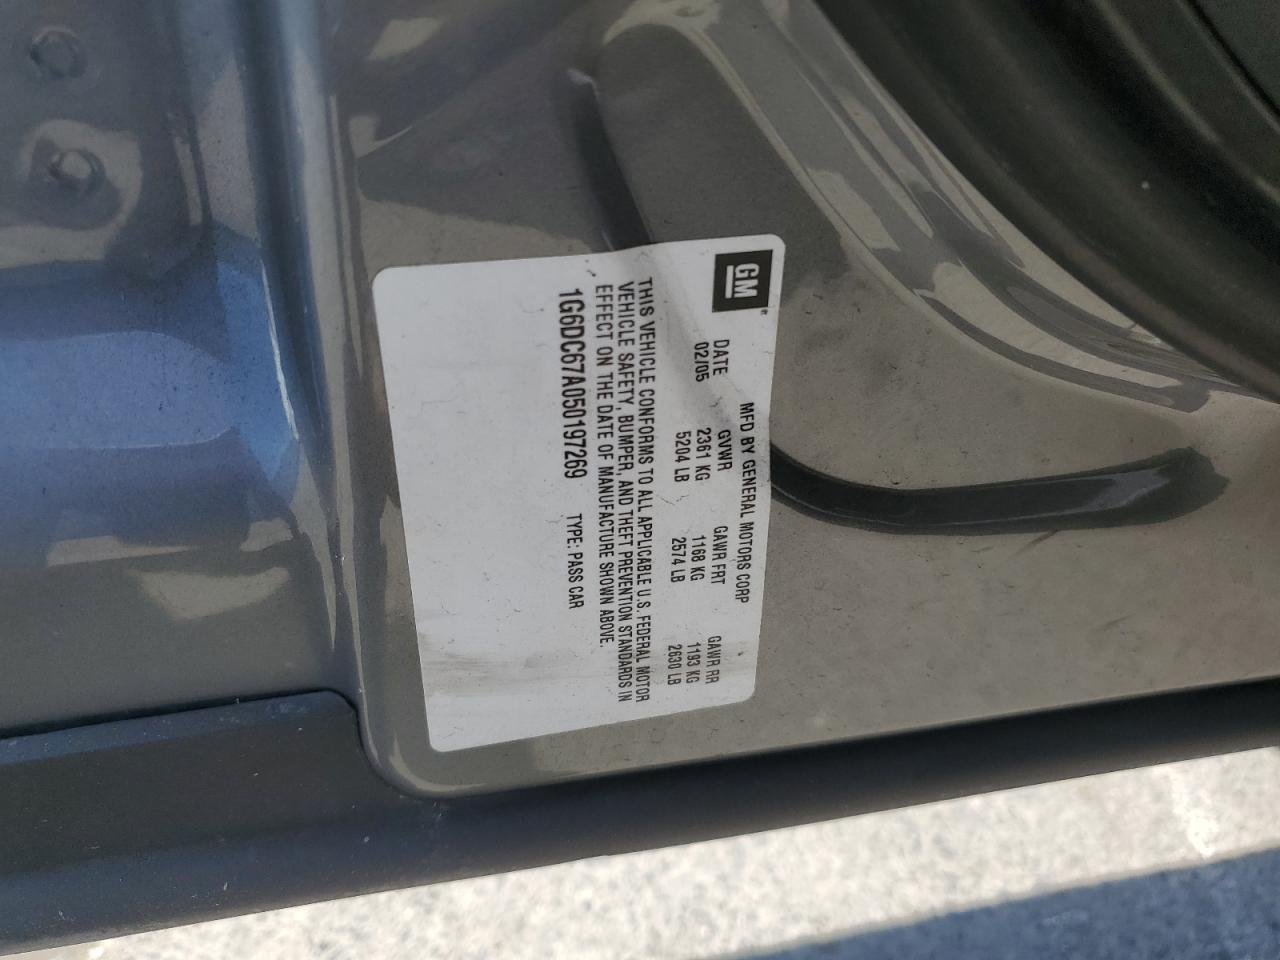 GM
MFD BY GENERAL MOTORS CORP
DATE GVWR GAWR FRT GAWR RR
02/05 2361 KG 1168 KG 1193 KG
5204 LB 2574 LB 2630 LB
THIS VEHICLE CONFORMS TO ALL APPLICABLE U.S. FEDERAL MOTOR
VEHICLE SAFETY, BUMPER, AND THEFT PREVENTION STANDARDS IN
EFFECT ON THE DATE OF MANUFACTURE SHOWN ABOVE.
1G6DC67A050197269 TYPE: PASS CAR